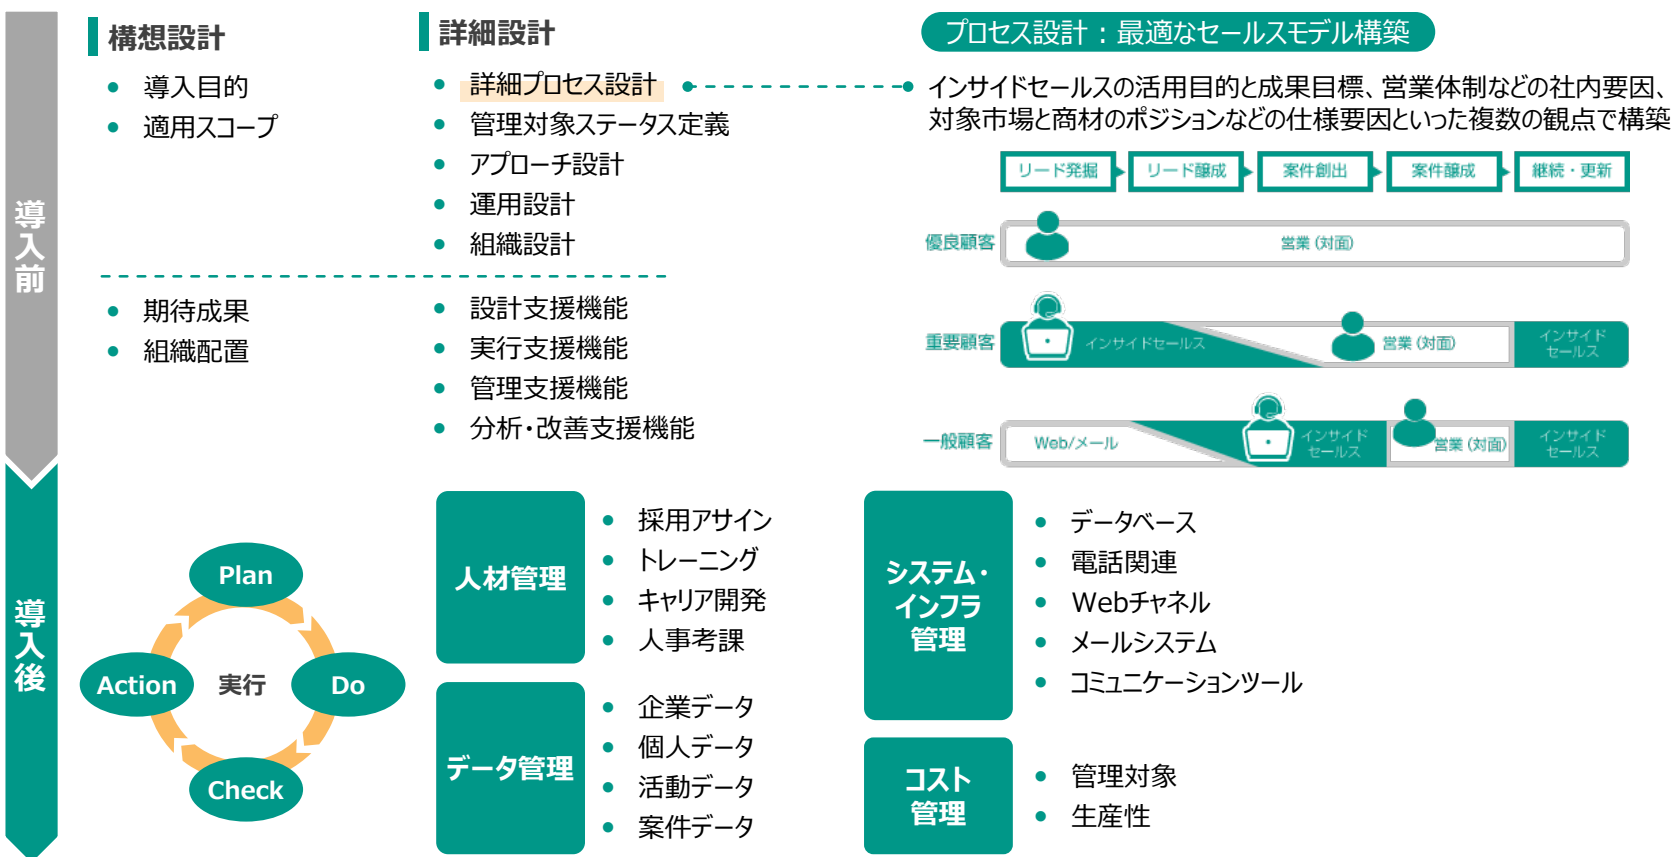 導入前
構想設計
導入目的
適用スコープ
期待成果
組織配置
詳細設計
詳細プロセス設計
管理対象ステータス定義
アプローチ設計
運用設計
組織設計
設計支援機能
実行支援機能
管理支援機能
分析・改善支援機能
プロセス設計：最適なセールスモデル構築
インサイドセールスの活用目的と成果目標、営業体制などの社内要因、
対象市場と商材のポジションなどの仕様要因といった複数の観点で構築
リード発掘
リード醸成
案件創出
案件醸成
継続・更新
優良顧客
営業（対面）
重要顧客
インサイドセールス
営業（対面）
インサイド
セールス
一般顧客
Web/メール
インサイド
セールス
営業（対面）
インサイド
セールス
導入後
Plan
Do
Check
Action
実行
人材管理
採用アサイン
トレーニング
キャリア開発
人事考課
データ管理
企業データ
個人データ
活動データ
案件データ
システム・
インフラ
管理
データベース
電話関連
Webチャネル
メールシステム
コミュニケーションツール
コスト
管理
管理対象
生産性